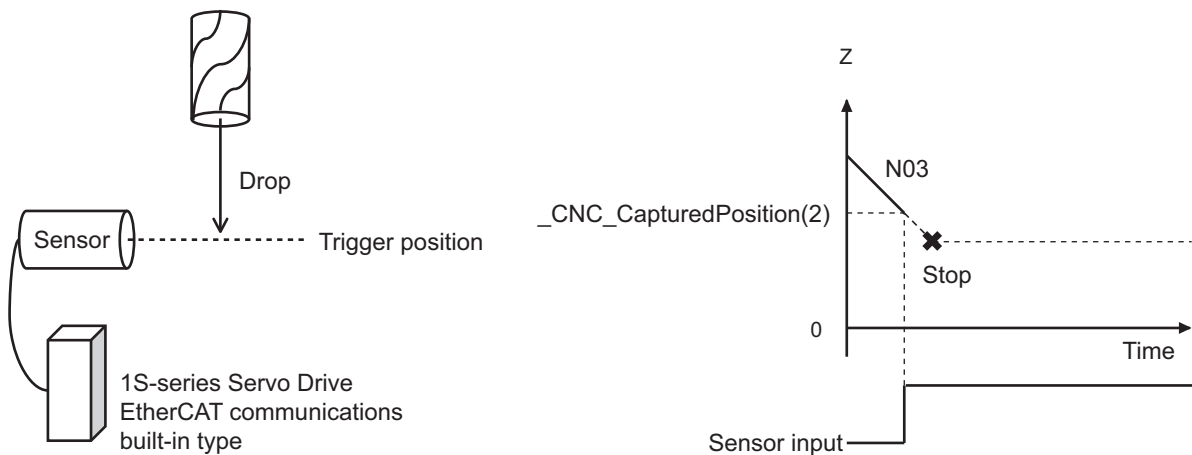 Drop
Sensor
Trigger position
1S-series Servo Drive
EtherCAT communications
built-in type
Z
N03
_CNC_CapturedPosition(2)
Stop
0
Time
Sensor input